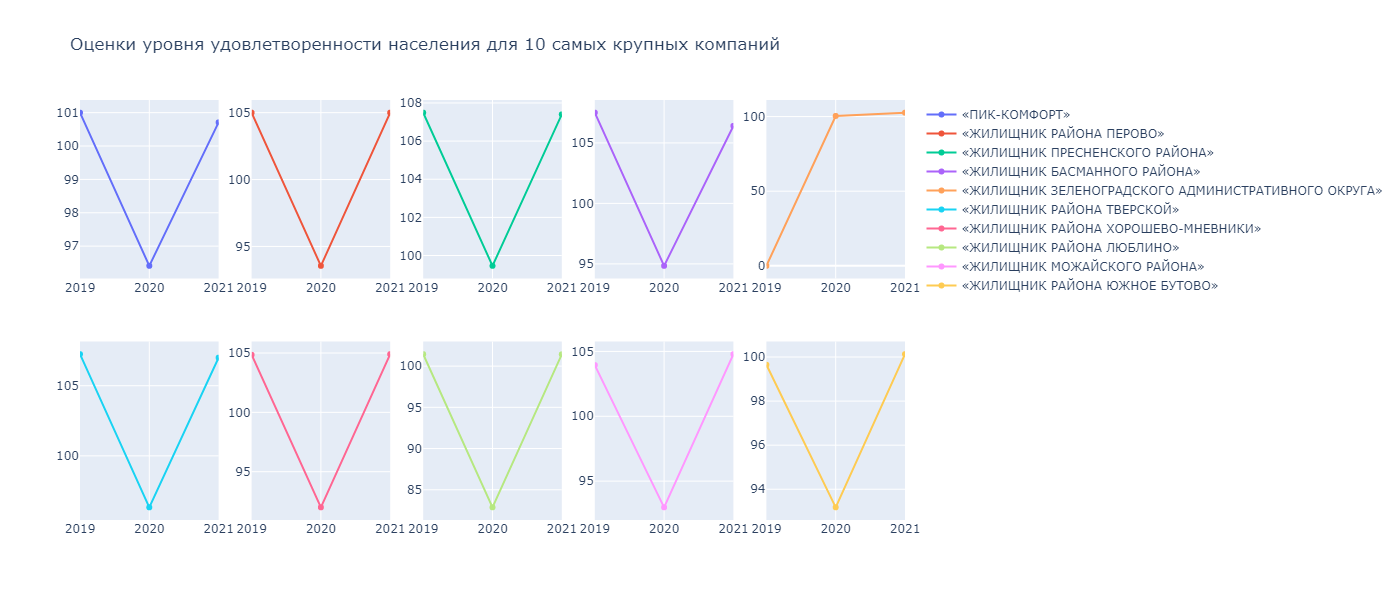 Оценки уровня удовлетворенности населения для 10 самых крупных компаний
101
100
99
98
97
2019 2020 2021
105
100
95
2019 2020 2021
108
106
104
102
100
2019 2020 2021
105
100
95
2019 2020 2021
100
50
0
2019 2020 2021
«ПИК-КОМФОРТ»
«ЖИЛИЩНИК РАЙОНА ПЕРОВО»
«ЖИЛИЩНИК ПРЕСНЕНСКОГО РАЙОНА»
«ЖИЛИЩНИК БАСМАННОГО РАЙОНА»
«ЖИЛИЩНИК ЗЕЛЕНОГРАДСКОГО АДМИНИСТРАТИВНОГО ОКРУГА»
«ЖИЛИЩНИК РАЙОНА ТВЕРСКОЙ»
«ЖИЛИЩНИК РАЙОНА ХОРОШЕВО-МНЕВНИКИ»
«ЖИЛИЩНИК РАЙОНА ЛЮБЛИНО»
«ЖИЛИЩНИК МОЖАЙСКОГО РАЙОНА»
«ЖИЛИЩНИК РАЙОНА ЮЖНОЕ БУТОВО»
105
100
2019 2020 2021
105
100
95
2019 2020 2021
100
95
90
85
2019 2020 2021
105
100
95
2019 2020 2021
100
98
96
94
2019 2020 2021